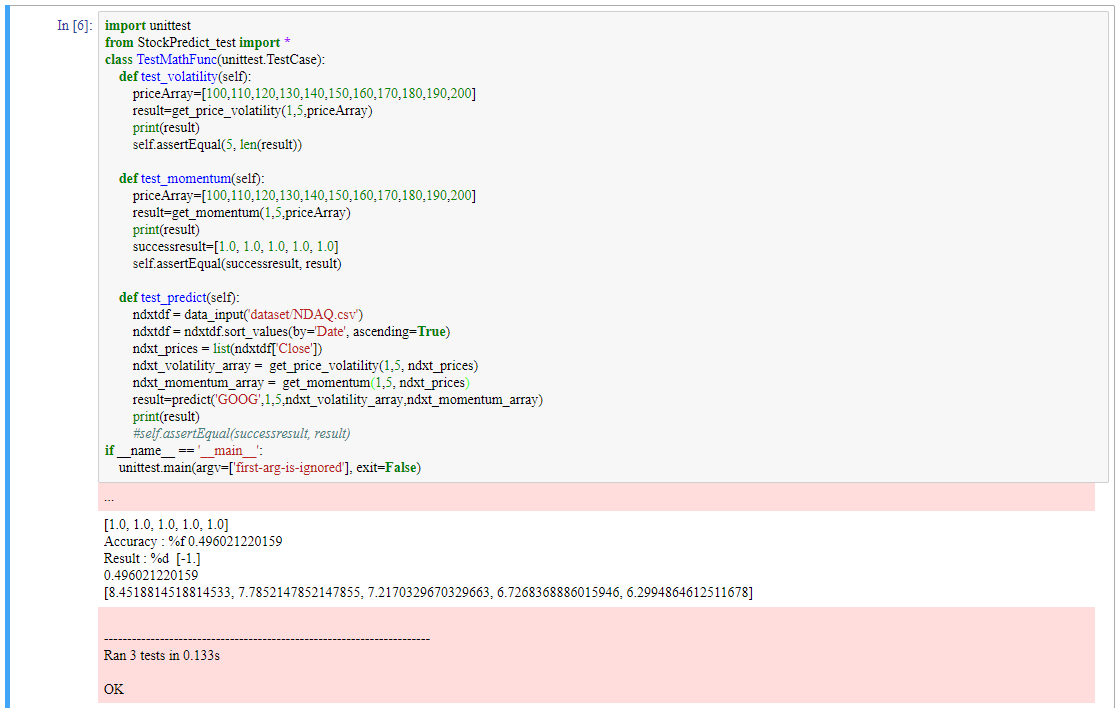 In [6]:
import unittest
from StockPredict_test import *
class TestMathFunc(unittest.TestCase):
    def test_volatility(self):
        priceArray=[100,110,120,130,140,150,160,170,180,190,200]
        result=get_price_volatility(1,5,priceArray)
        print(result)
        self.assertEqual(5, len(result))

    def test_momentum(self):
        priceArray=[100,110,120,130,140,150,160,170,180,190,200]
        result=get_momentum(1,5,priceArray)
        print(result)
        successresult=[1.0, 1.0, 1.0, 1.0, 1.0]
        self.assertEqual(successresult, result)

    def test_predict(self):
        ndxtdf = data_input('dataset/NDAQ.csv')
        ndxtdf = ndxtdf.sort_values(by='Date', ascending=True)
        ndxt_prices = list(ndxtdf['Close'])
        ndxt_volatility_array =  get_price_volatility(1,5, ndxt_prices)
        ndxt_momentum_array =  get_momentum(1,5, ndxt_prices)
        result=predict('GOOG',1,5,ndxt_volatility_array,ndxt_momentum_array)
        print(result)
        #self.assertEqual(successresult, result)
if __name__ == '__main__':
    unittest.main(argv=['first-arg-is-ignored'], exit=False)
...
[1.0, 1.0, 1.0, 1.0, 1.0]
Accuracy : %f 0.496021220159
Result : %d  [-1.]
0.496021220159
[8.4518814518814533, 7.7852147852147855, 7.2170329670329663, 6.7268368886015946, 6.2994864612511678]
----------------------------------------------------------------------
Ran 3 tests in 0.133s

OK